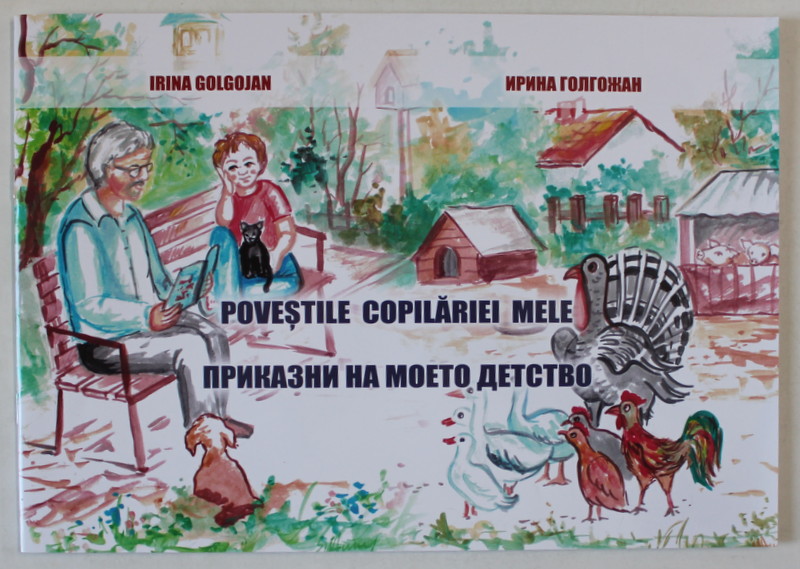 IRINA GOLGOJAN
ИРИНА ГОЛГОЖАН
POVEȘTILE COPILĂRIEI MELE
ПРИКАЗНИ НА МОЕТО ДЕТСТВО